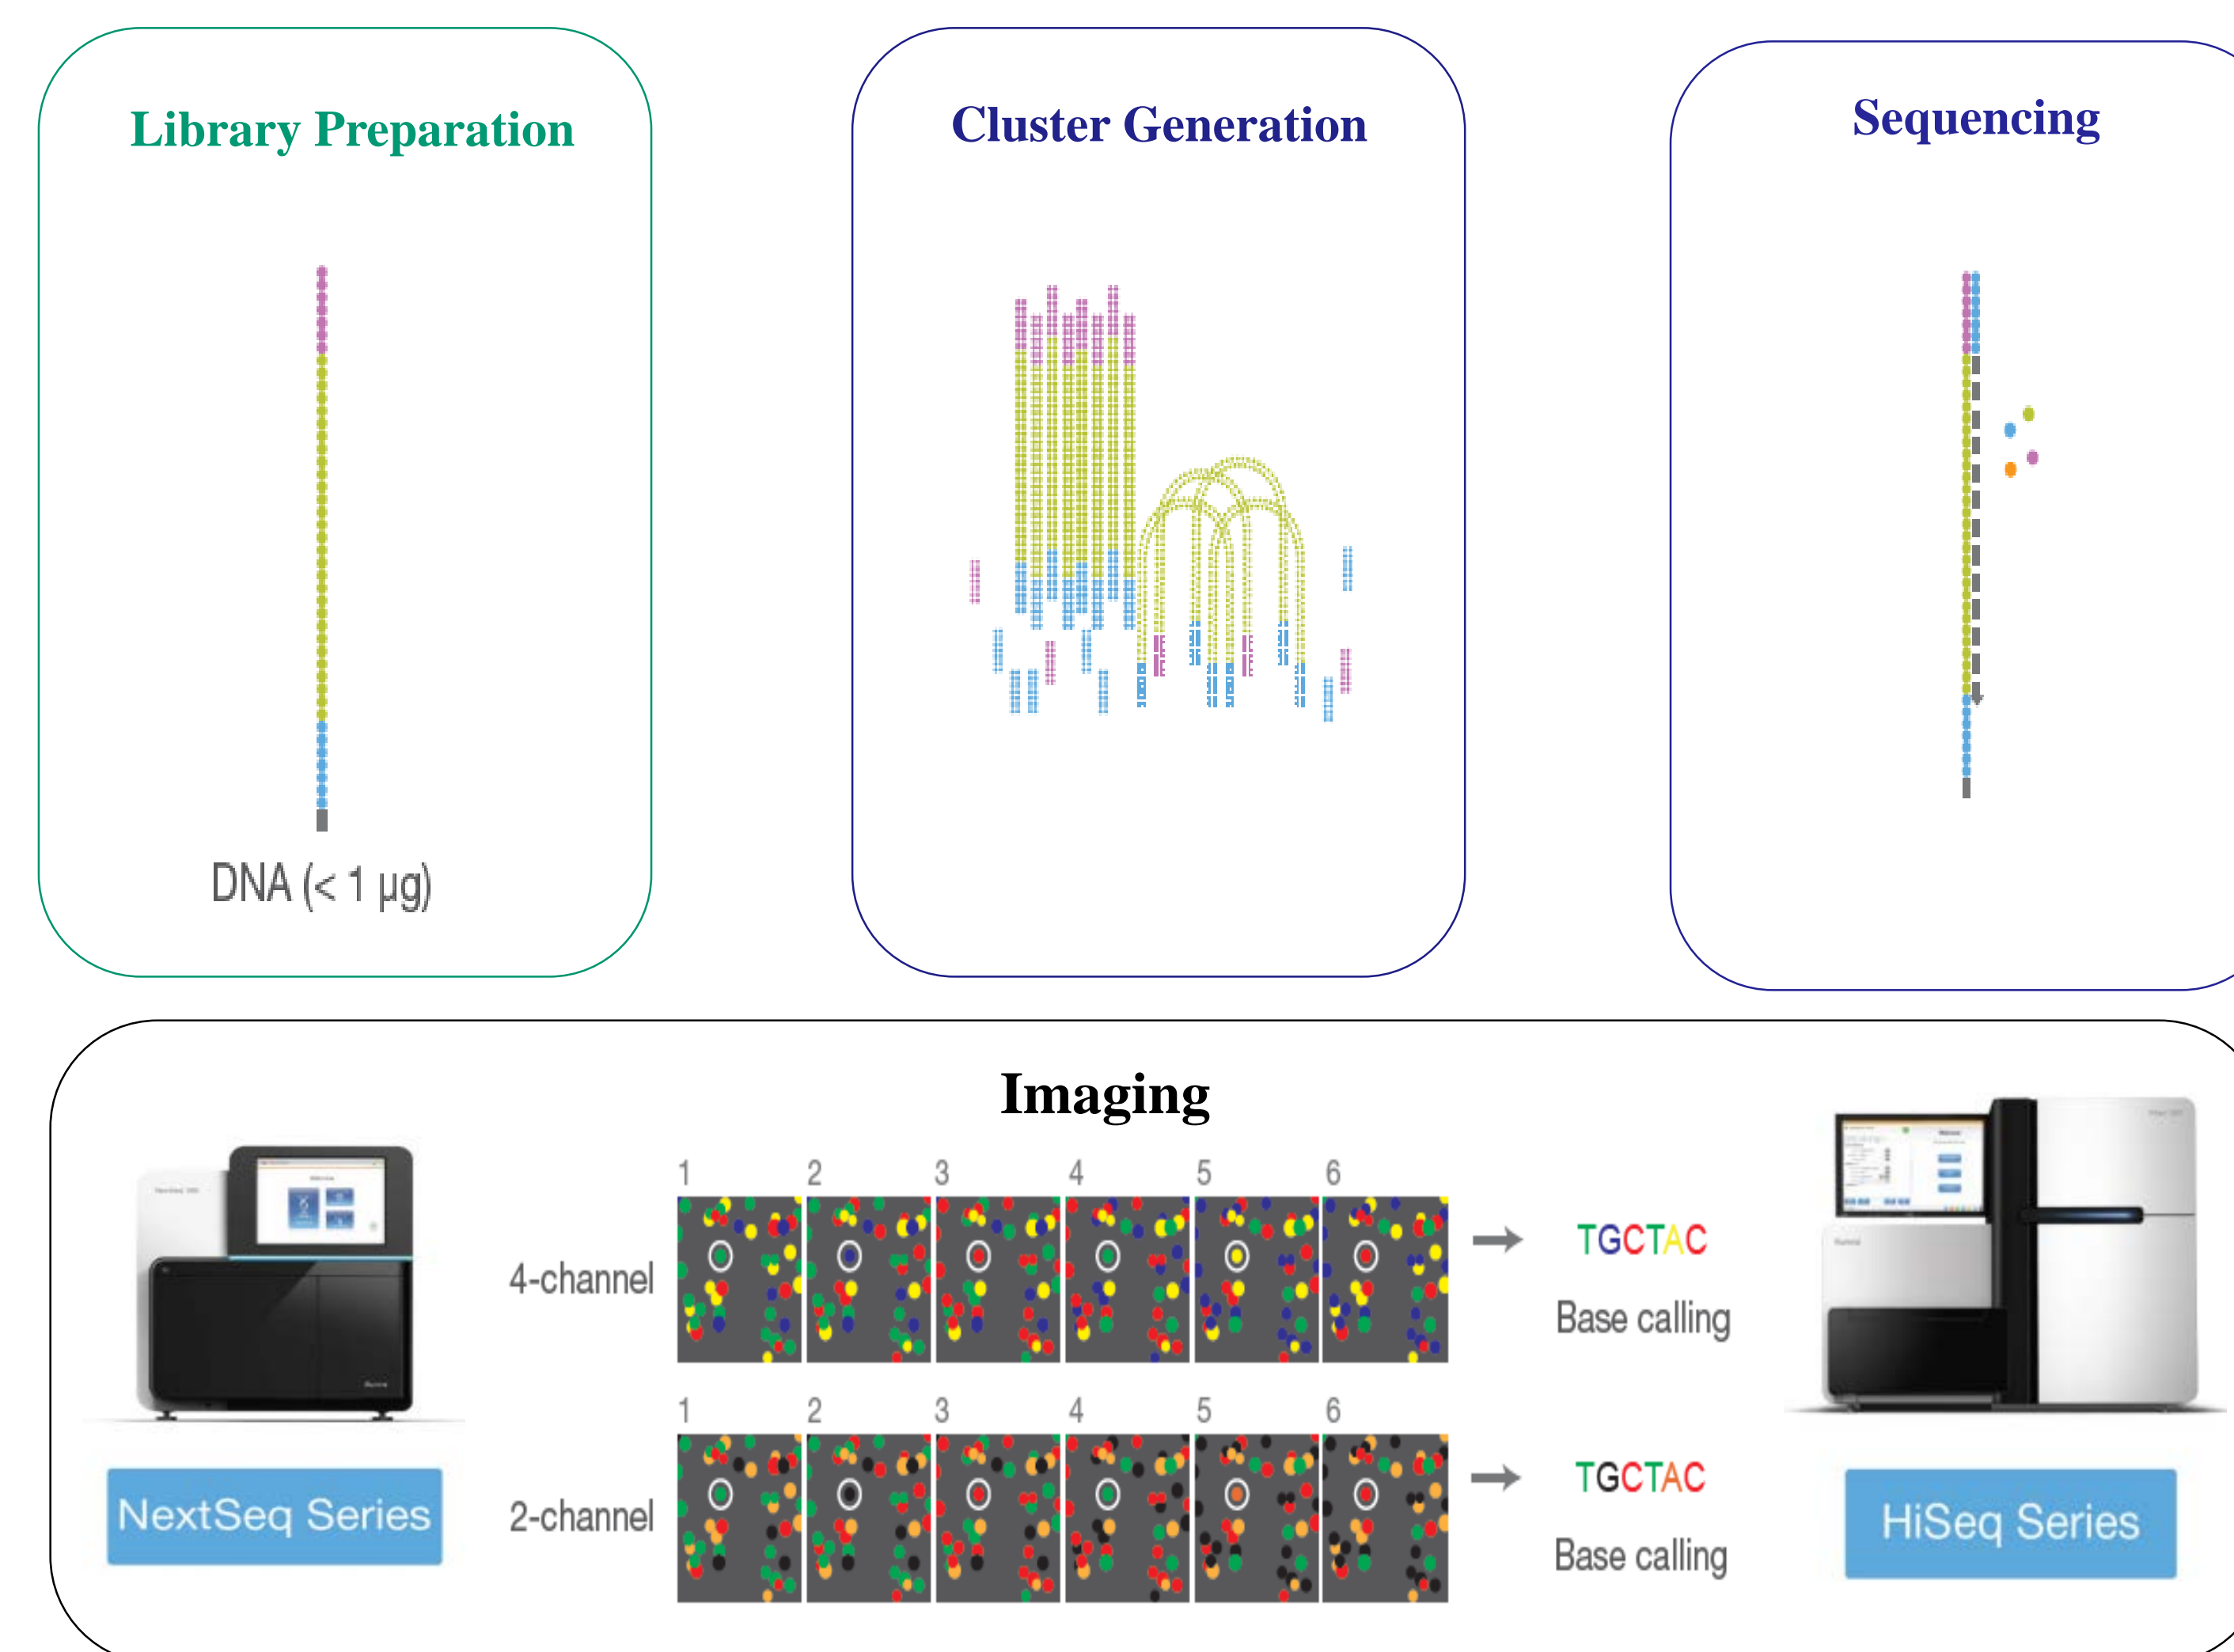 Library Preparation
Cluster Generation
Sequencing
DNA (< 1 µg)
Imaging
1 2 3 4 5 6
4-channel
TGCTAC
Base calling
1 2 3 4 5 6
2-channel
TGCTAC
Base calling
NextSeq Series
HiSeq Series